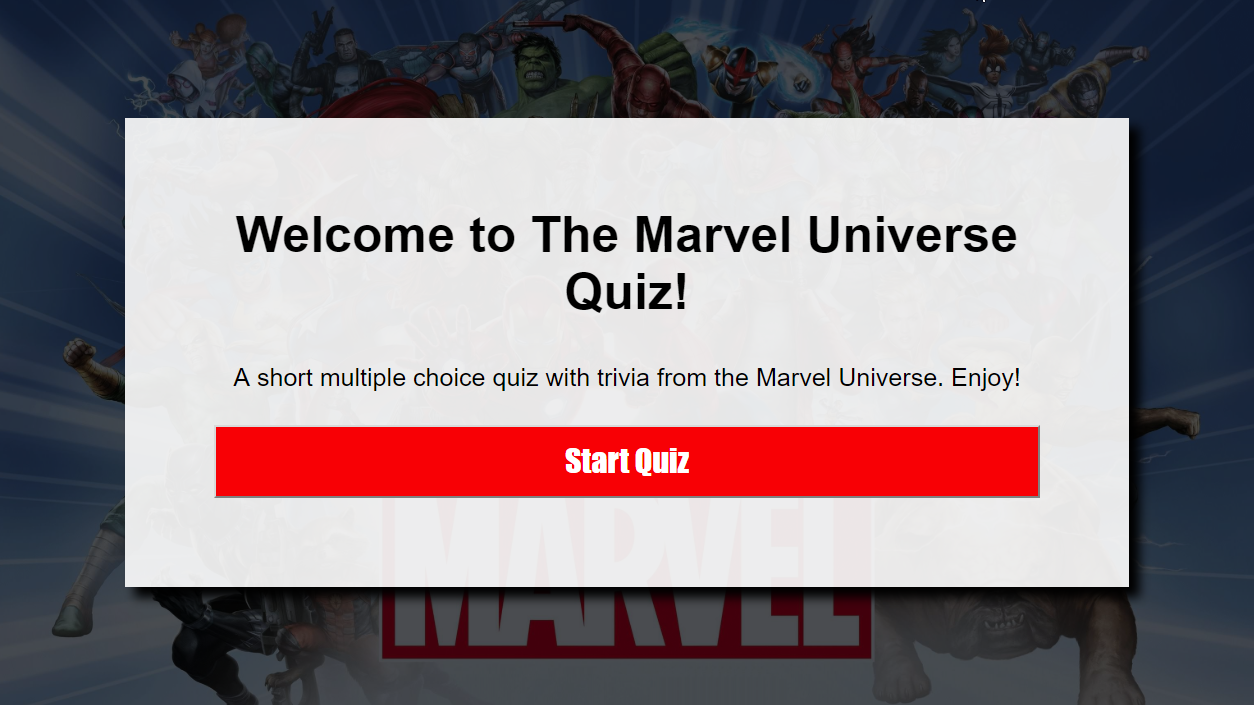 Welcome to The Marvel Universe
Quiz!
A short multiple choice quiz with trivia from the Marvel Universe. Enjoy!
Start Quiz
MARVEL